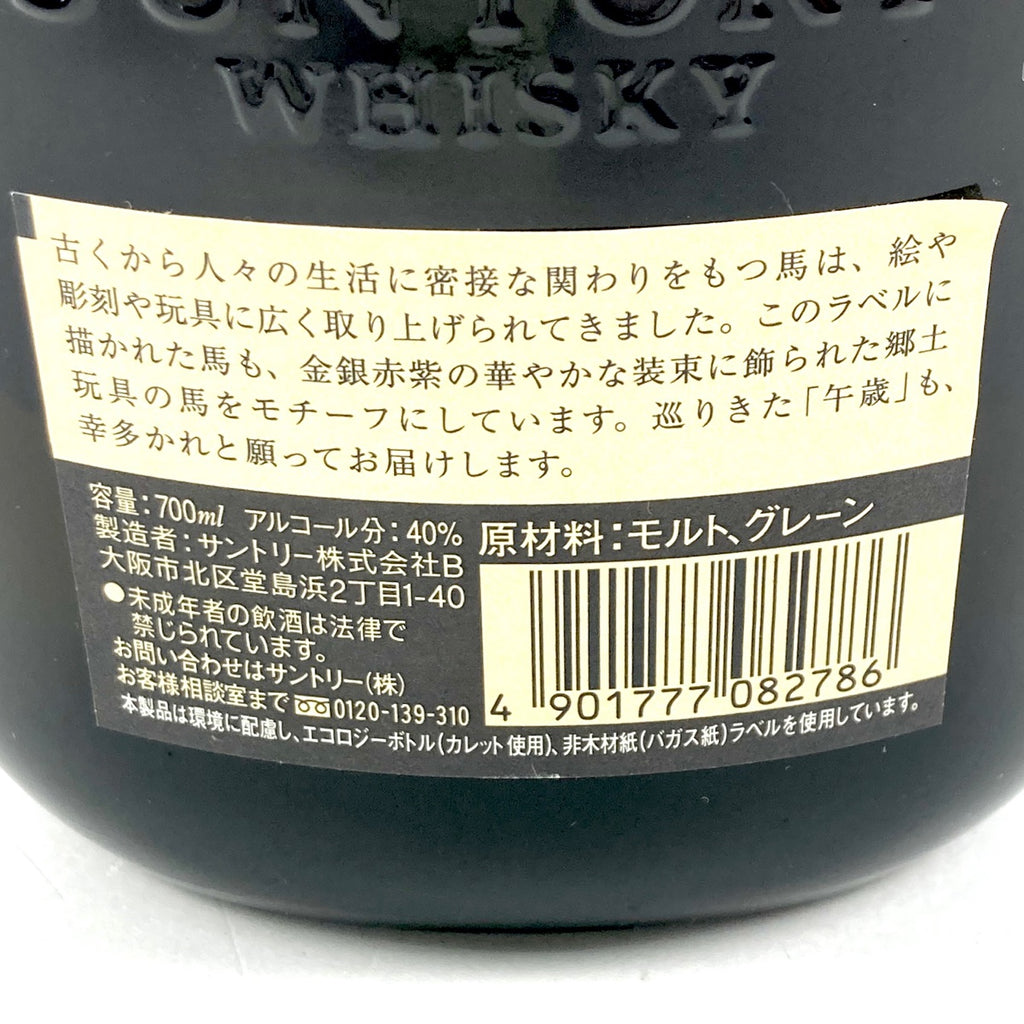 SUNTORY
WHISKY
古くから人々の生活に密接な関わりをもつ馬は、絵や
彫刻や玩具に広く取り上げられてきました。このラベルに
描かれた馬も、金銀赤紫の華やかな装束に飾られた郷土
玩具の馬をモチーフにしています。巡りきた「午歳」も、
幸多かれと願ってお届けします。
容量:700ml アルコール分:40%
製造者:サントリー株式会社B
大阪市北区堂島浜2丁目1-40
●未成年者の飲酒は法律で
禁じられています。
お問い合わせはサントリー(株)
お客様相談室まで 0120-139-310
原材料:モルト、グレーン
4 901777 082786
本製品は環境に配慮し、エコロジーボトル(カレット使用)、非木材紙(バガス紙)ラベルを使用しています。